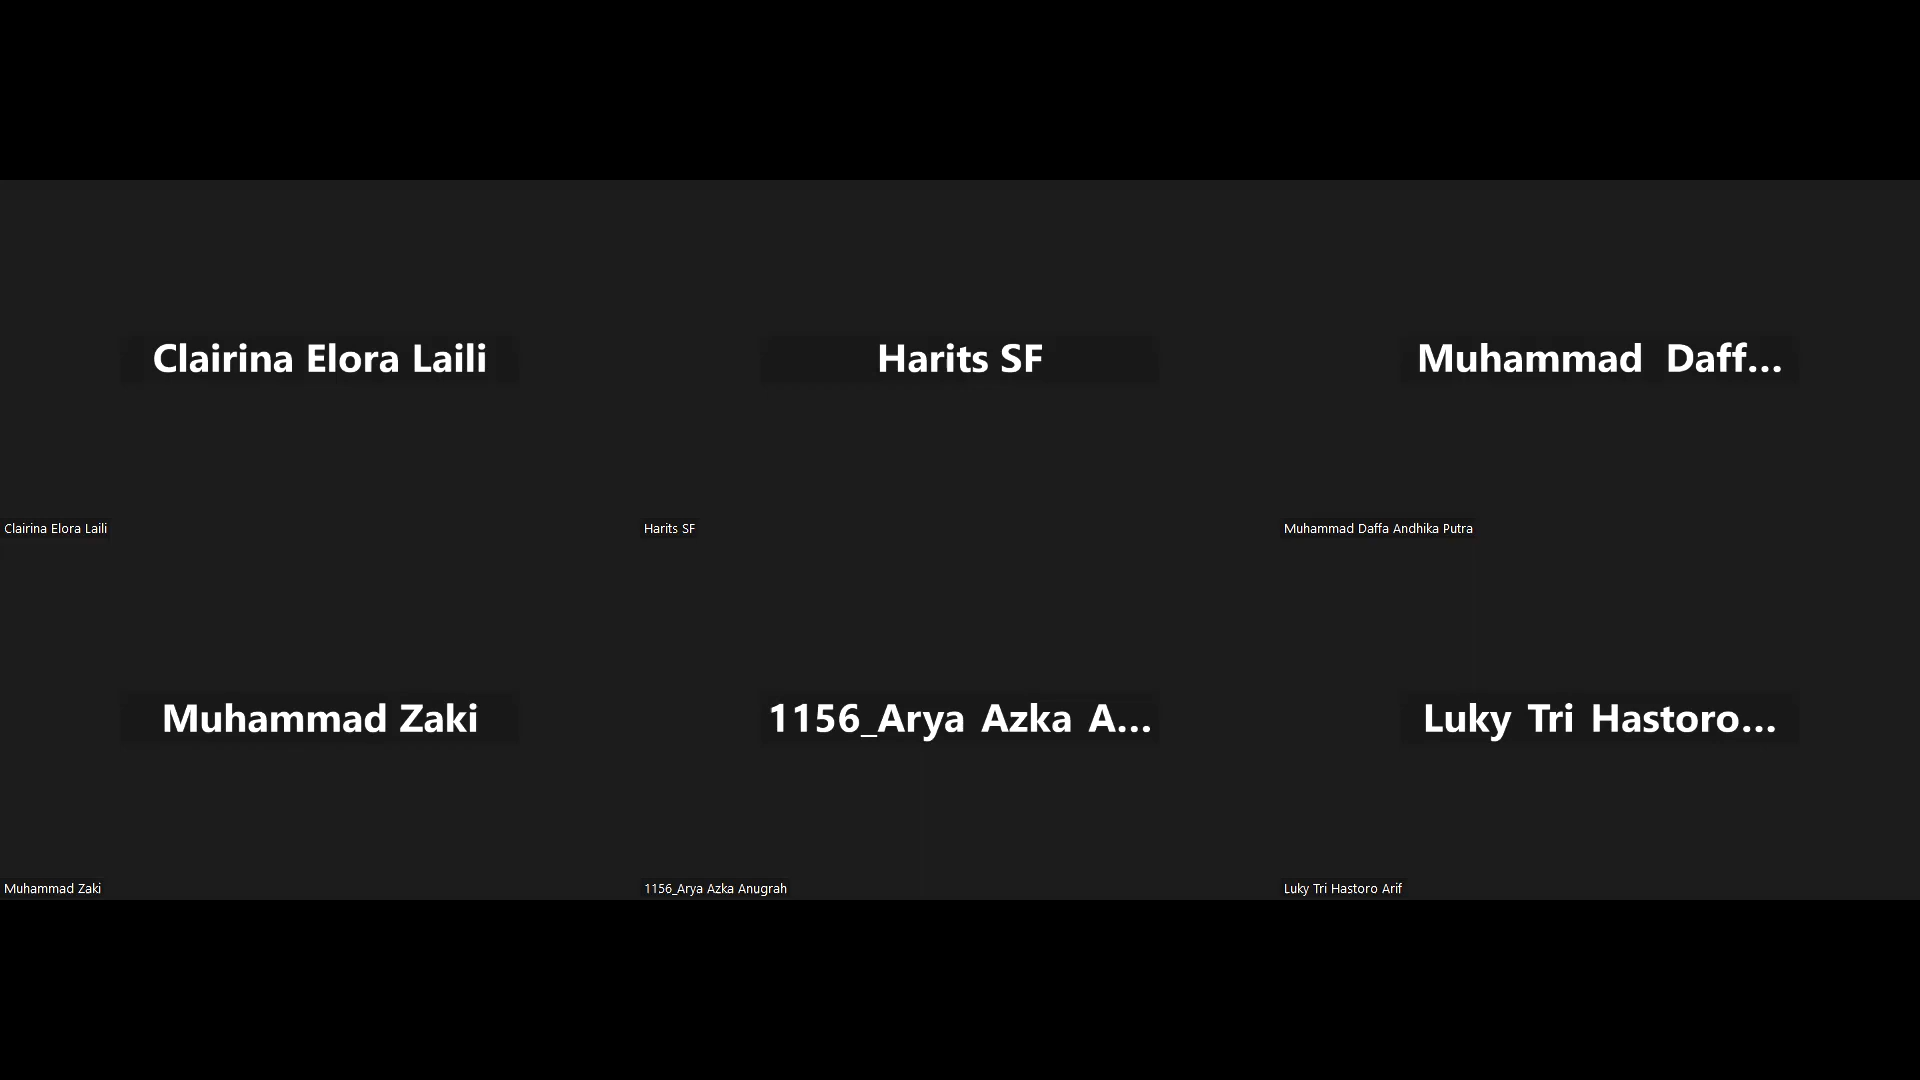 Clairina Elora Laili
Harits SF
Muhammad Daff...
Clairina Elora Laili
Harits SF
Muhammad Daffa Andhika Putra
Muhammad Zaki
1156_Arya Azka A...
Luky Tri Hastoro...
Muhammad Zaki
1156_Arya Azka Anugrah
Luky Tri Hastoro Arif